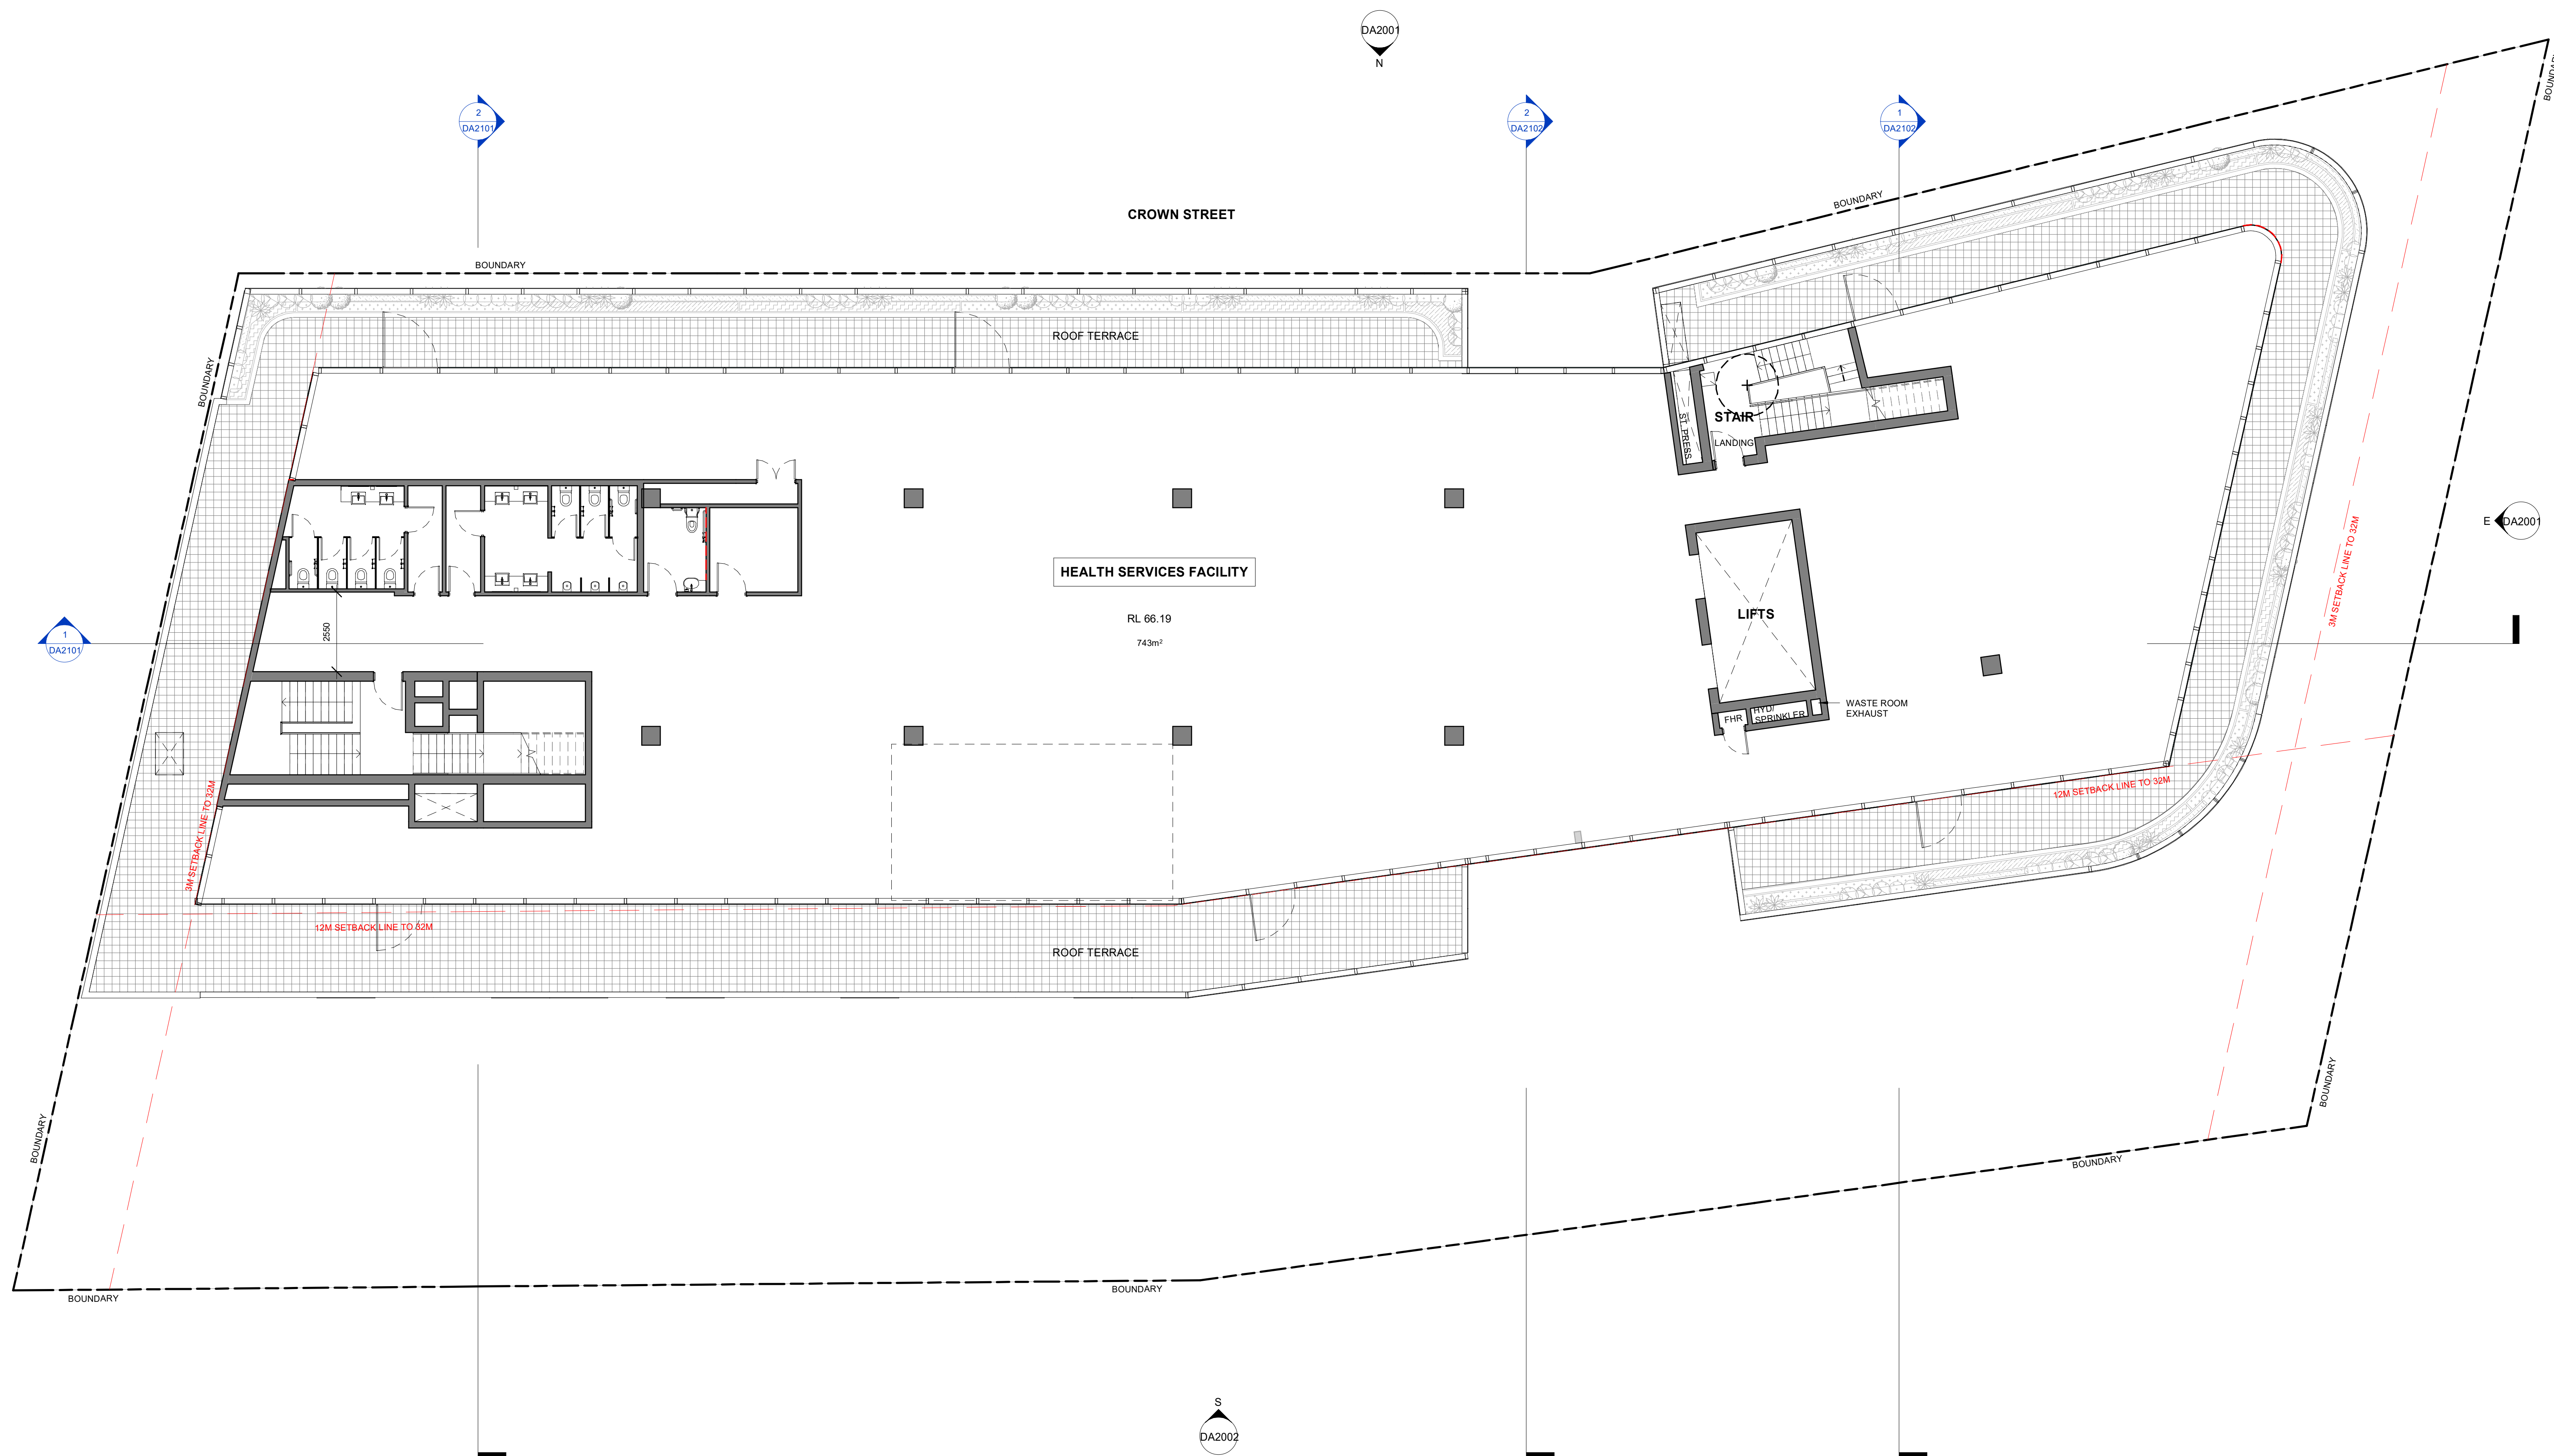 DA2001
N
2
DA2101
2
DA2102
1
DA2102
BOUNDARY
BOUNDARY
CROWN STREET
BOUNDARY
BOUNDARY
ROOF TERRACE
STAIR
LANDING
ST. PRESS.
HEALTH SERVICES FACILITY
RL 66.19
743m²
LIFTS
E
DA2001
3M SETBACK LINE TO 32M
1
DA2101
2550
FHR
HYD/
SPRINKLER
WASTE ROOM
EXHAUST
3M SETBACK LINE TO 32M
12M SETBACK LINE TO 32M
12M SETBACK LINE TO 32M
ROOF TERRACE
BOUNDARY
BOUNDARY
BOUNDARY
BOUNDARY
BOUNDARY
S
DA2002